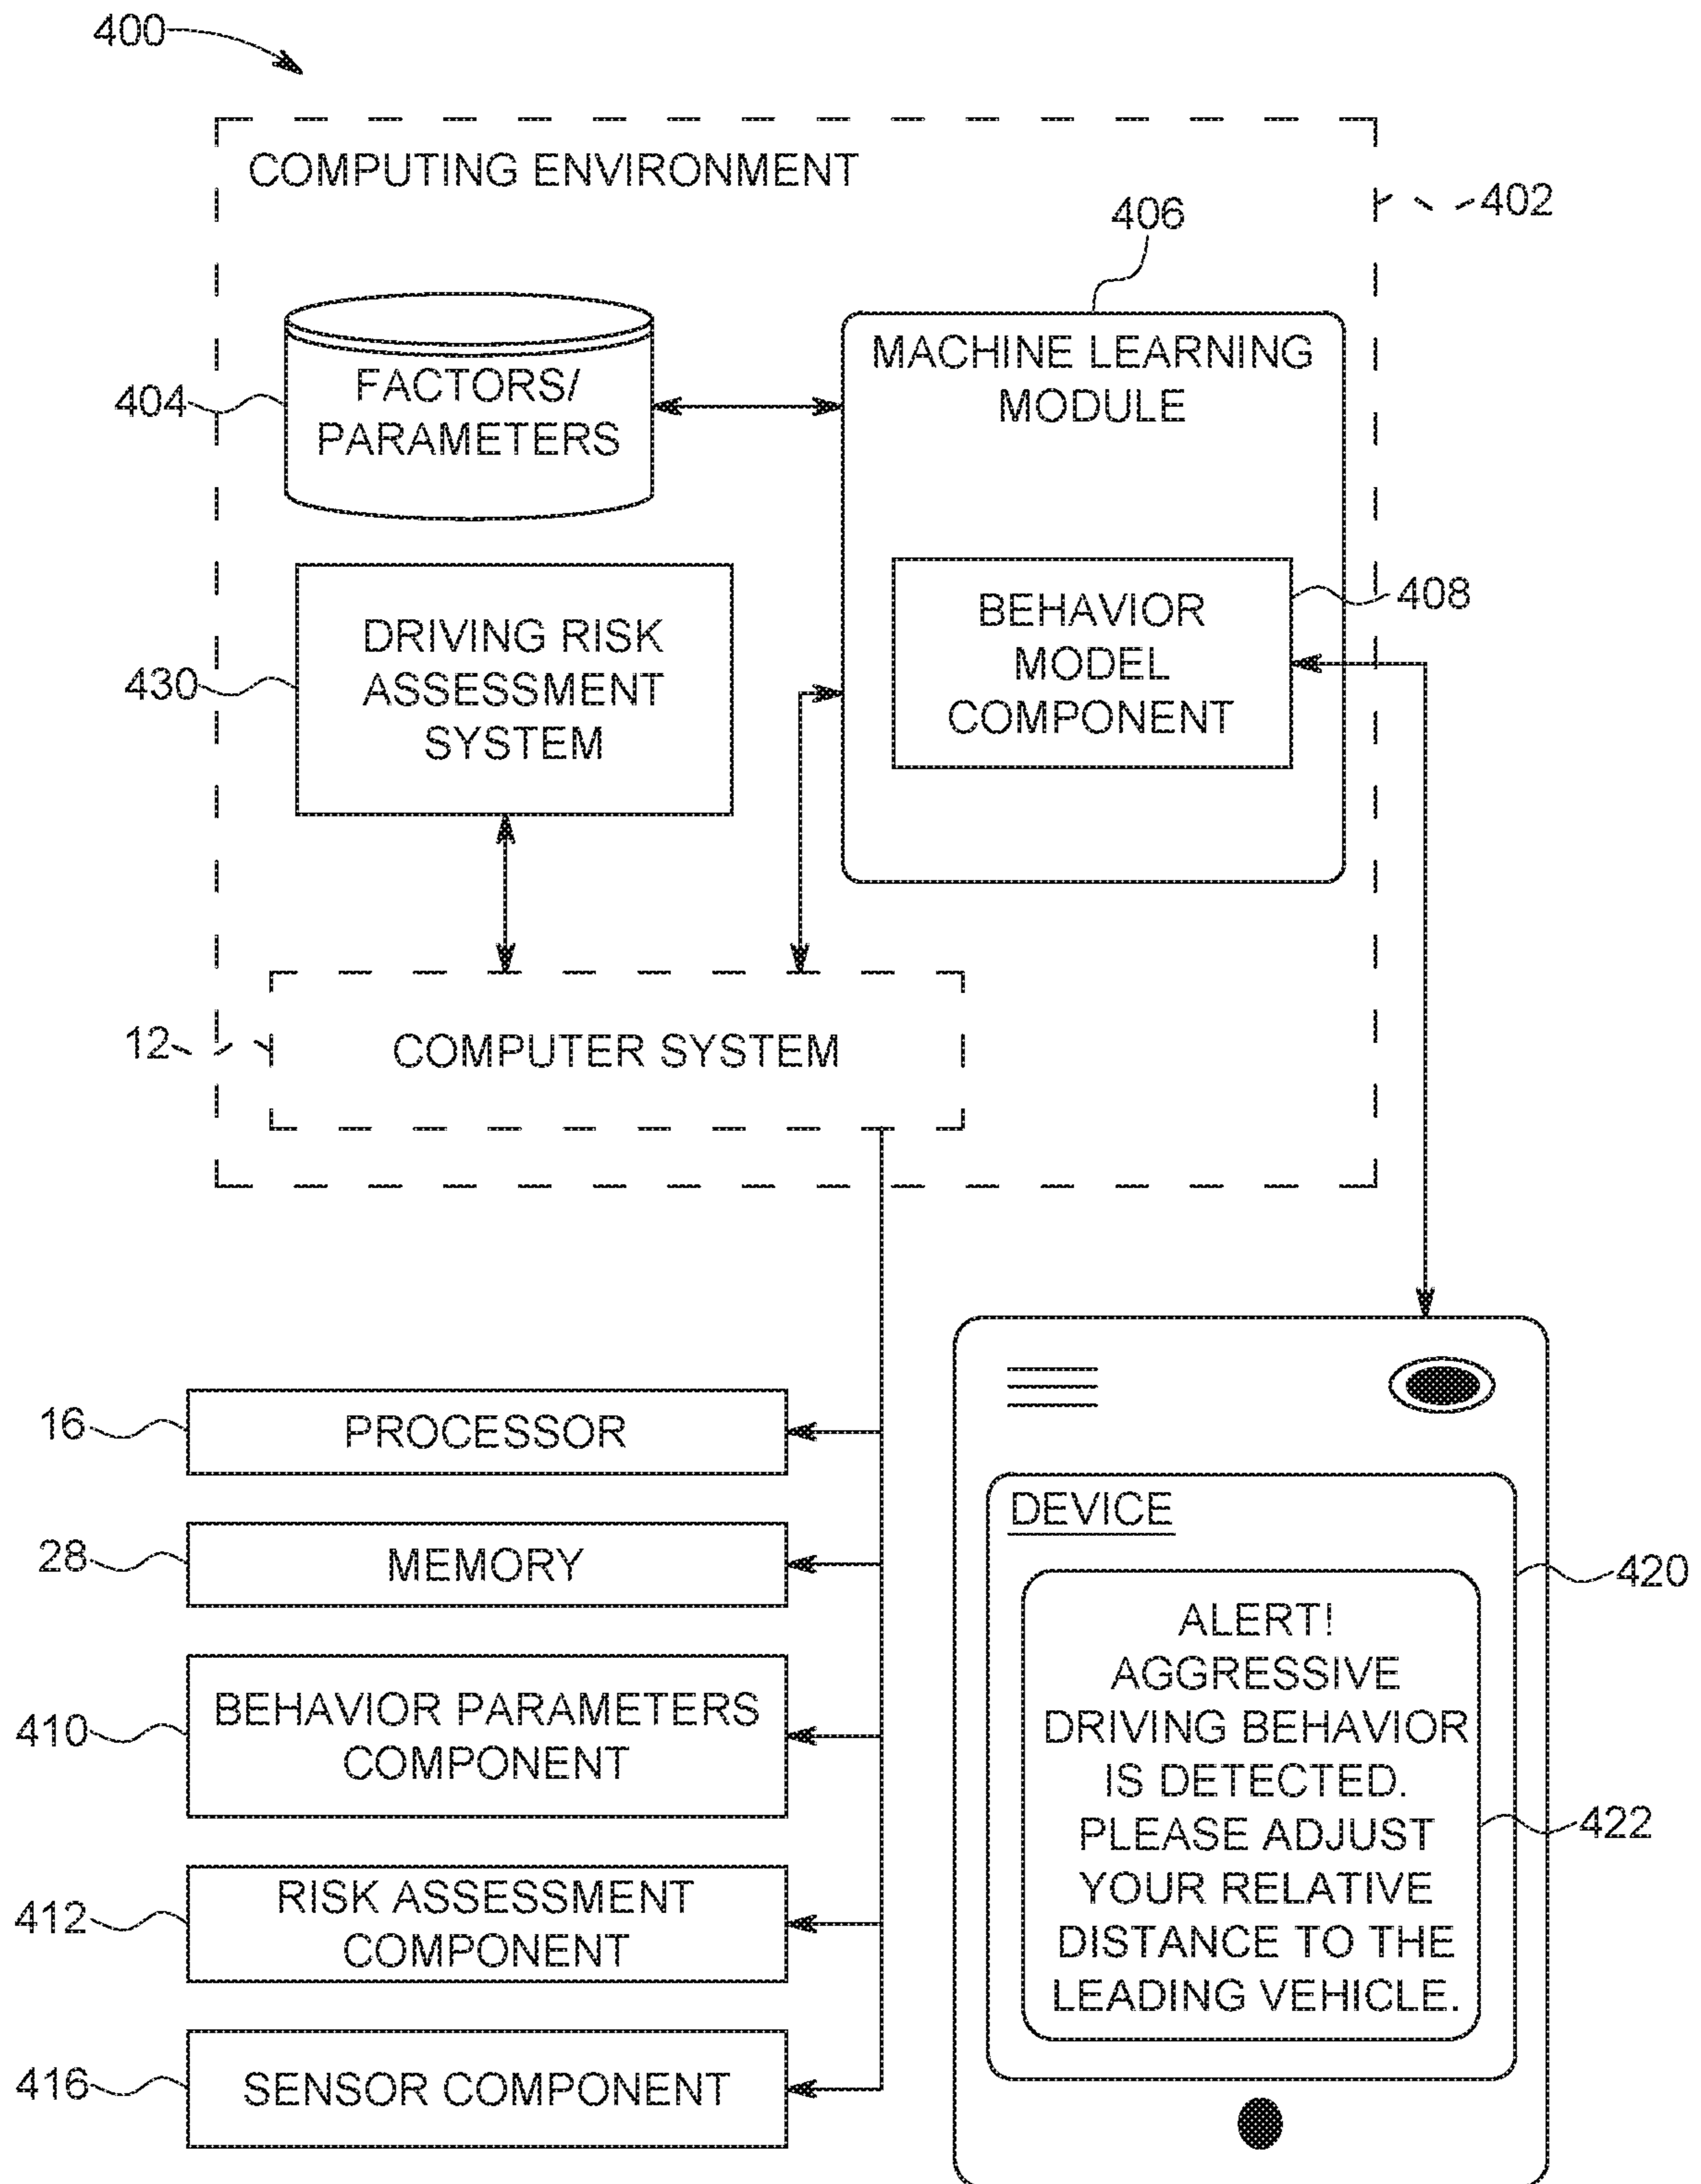 400
COMPUTING ENVIRONMENT
402
406
404
FACTORS/
PARAMETERS
MACHINE LEARNING
MODULE
430
DRIVING RISK
ASSESSMENT
SYSTEM
BEHAVIOR
MODEL
COMPONENT
408
12
COMPUTER SYSTEM
16
PROCESSOR
28
MEMORY
410
BEHAVIOR PARAMETERS
COMPONENT
412
RISK ASSESSMENT
COMPONENT
416
SENSOR COMPONENT
DEVICE
420
ALERT!
AGGRESSIVE
DRIVING BEHAVIOR
IS DETECTED.
PLEASE ADJUST
YOUR RELATIVE
DISTANCE TO THE
LEADING VEHICLE.
422